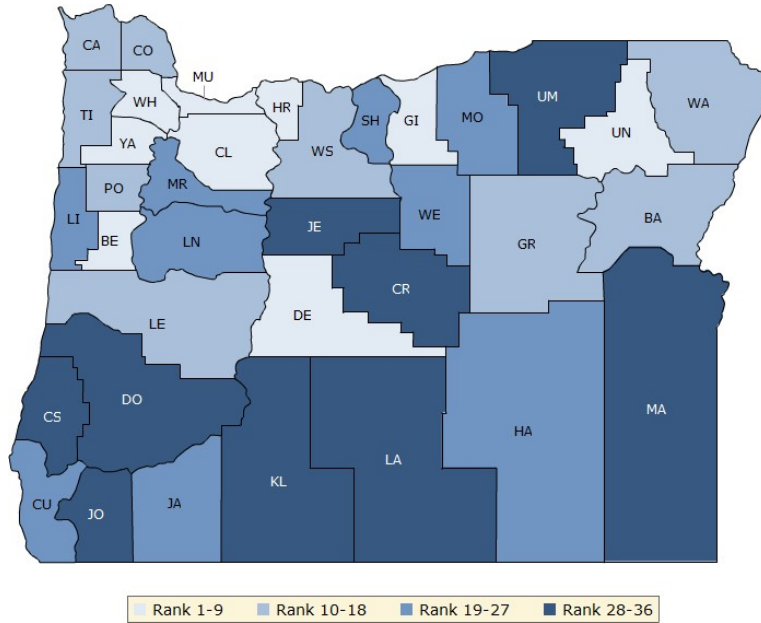 CA
CO
MU
WH
HR
TI
SH
GI
MO
UM
WA
YA
CL
WS
UN
PO
MR
LI
BE
LN
JE
WE
GR
BA
LE
DE
CR
CS
DO
HA
MA
CU
JO
JA
KL
LA
Rank 1-9 Rank 10-18 Rank 19-27 Rank 28-36